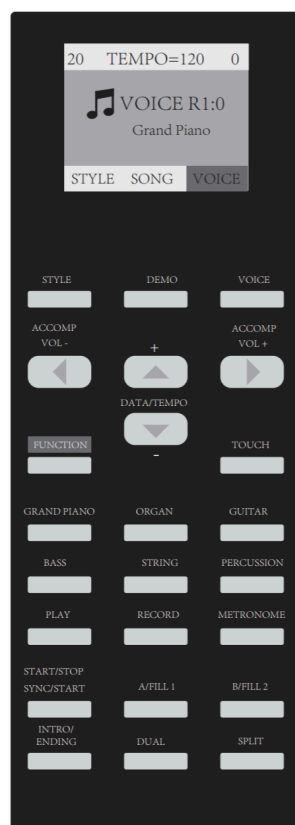 20 TEMPO=120 0
VOICE R1:0
Grand Piano
STYLE SONG VOICE
STYLE DEMO VOICE
ACCOMP VOL - + ACCOMP VOL +
DATA/TEMPO
FUNCTION - TOUCH
GRAND PIANO ORGAN GUITAR
BASS STRING PERCUSSION
PLAY RECORD METRONOME
START/STOP
SYNC/START A/FILL 1 B/FILL 2
INTRO/
ENDING DUAL SPLIT